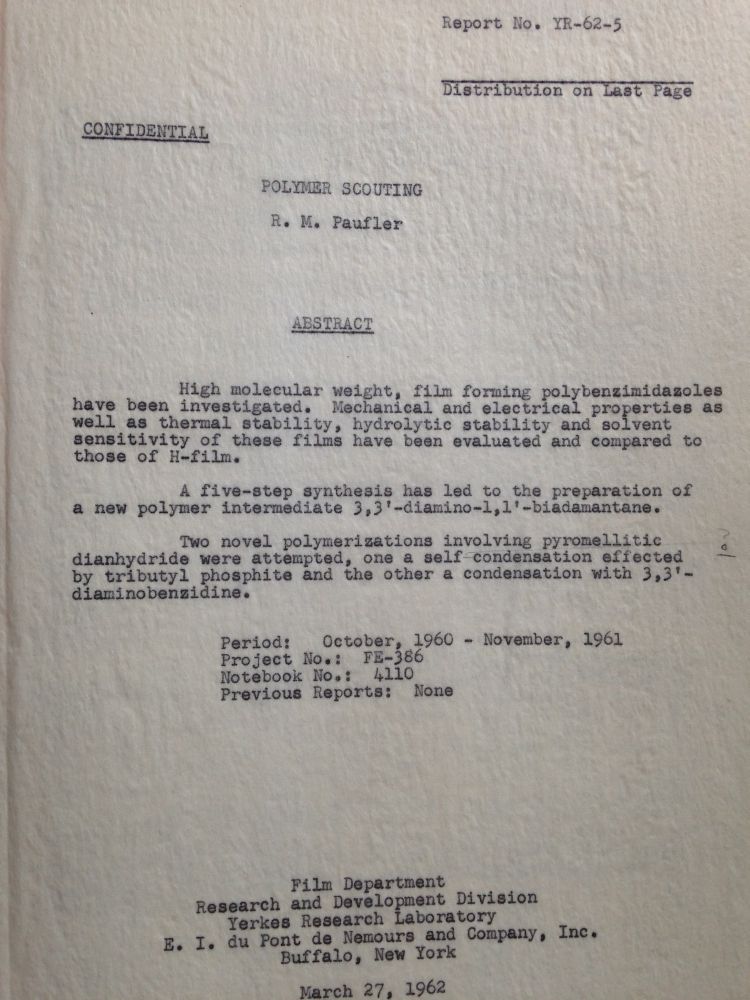 Report No. YR-62-5
Distribution on Last Page
CONFIDENTIAL
POLYMER SCOUTING
R. M. Paufler
ABSTRACT
High molecular weight, film forming polybenzimidazoles
have been investigated. Mechanical and electrical properties as
well as thermal stability, hydrolytic stability and solvent
sensitivity of these films have been evaluated and compared to
those of H-film.
A five-step synthesis has led to the preparation of
a new polymer intermediate 3,3'-diamino-1,1'-biadamantane.
Two novel polymerizations involving pyromellitic
dianhydride were attempted, one a self-condensation effected
by tributyl phosphite and the other a condensation with 3,3'-
diaminobenzidine.
Period: October, 1960 - November, 1961
Project No.: FE-386
Notebook No.: 4110
Previous Reports: None
Film Department
Research and Development Division
Yerkes Research Laboratory
E. I. du Pont de Nemours and Company, Inc.
Buffalo, New York
March 27, 1962